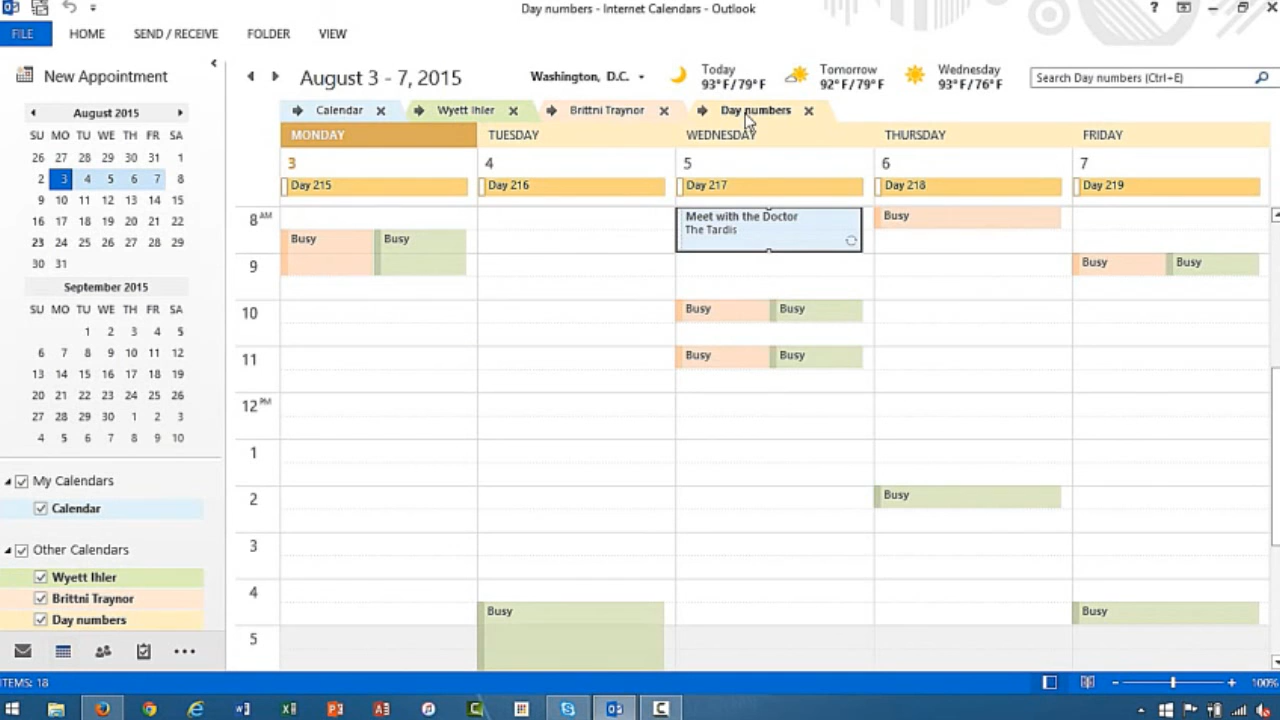 Day numbers - Internet Calendars - Outlook
?
FILE HOME SEND / RECEIVE FOLDER VIEW
New Appointment
August 2015
SU MO TU WE TH FR SA
26 27 28 29 30 31 1
2 3 4 5 6 7 8
9 10 11 12 13 14 15
16 17 18 19 20 21 22
23 24 25 26 27 28 29
30 31
September 2015
SU MO TU WE TH FR SA
1 2 3 4 5
6 7 8 9 10 11 12
13 14 15 16 17 18 19
20 21 22 23 24 25 26
27 28 29 30 1 2 3
4 5 6 7 8 9 10
My Calendars
Calendar
Other Calendars
Wyett Ihler
Brittni Traynor
Day numbers
August 3 - 7, 2015
Washington, D.C.
Today
93°F/79°F
Tomorrow
92°F/79°F
Wednesday
93°F/76°F
Search Day numbers (Ctrl+E)
Calendar Wyett Ihler Brittni Traynor Day numbers
MONDAY TUESDAY WEDNESDAY THURSDAY FRIDAY
3 4 5 6 7
Day 215 Day 216 Day 217 Day 218 Day 219
8 AM
Meet with the Doctor
The Tardis
Busy
Busy Busy
9
Busy Busy
10
Busy Busy
11
Busy Busy
12 PM
1
2
Busy
3
4
Busy
Busy
5
ITEMS: 18
100%